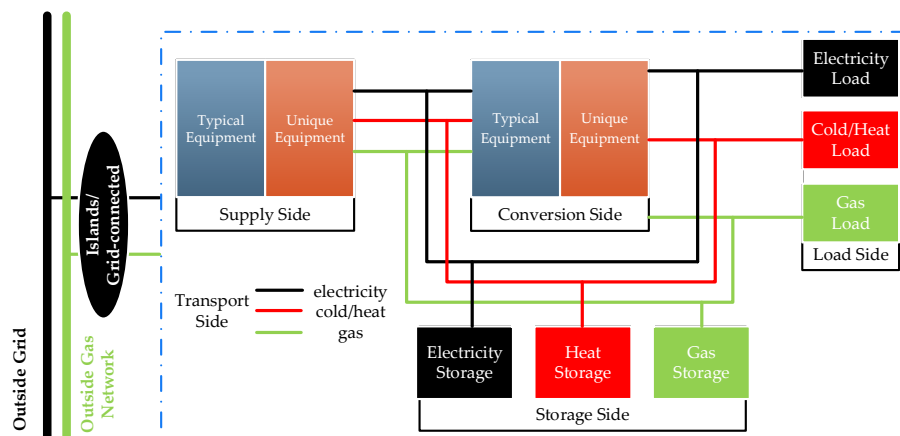 Outside Grid
Outside Gas
Network
Islands/
Grid-connected
Typical
Equipment
Unique
Equipment
Supply Side
Typical
Equipment
Unique
Equipment
Conversion Side
Electricity
Load
Cold/Heat
Load
Gas
Load
Load Side
Transport
Side
electricity
cold/heat
gas
Electricity
Storage
Heat
Storage
Gas
Storage
Storage Side